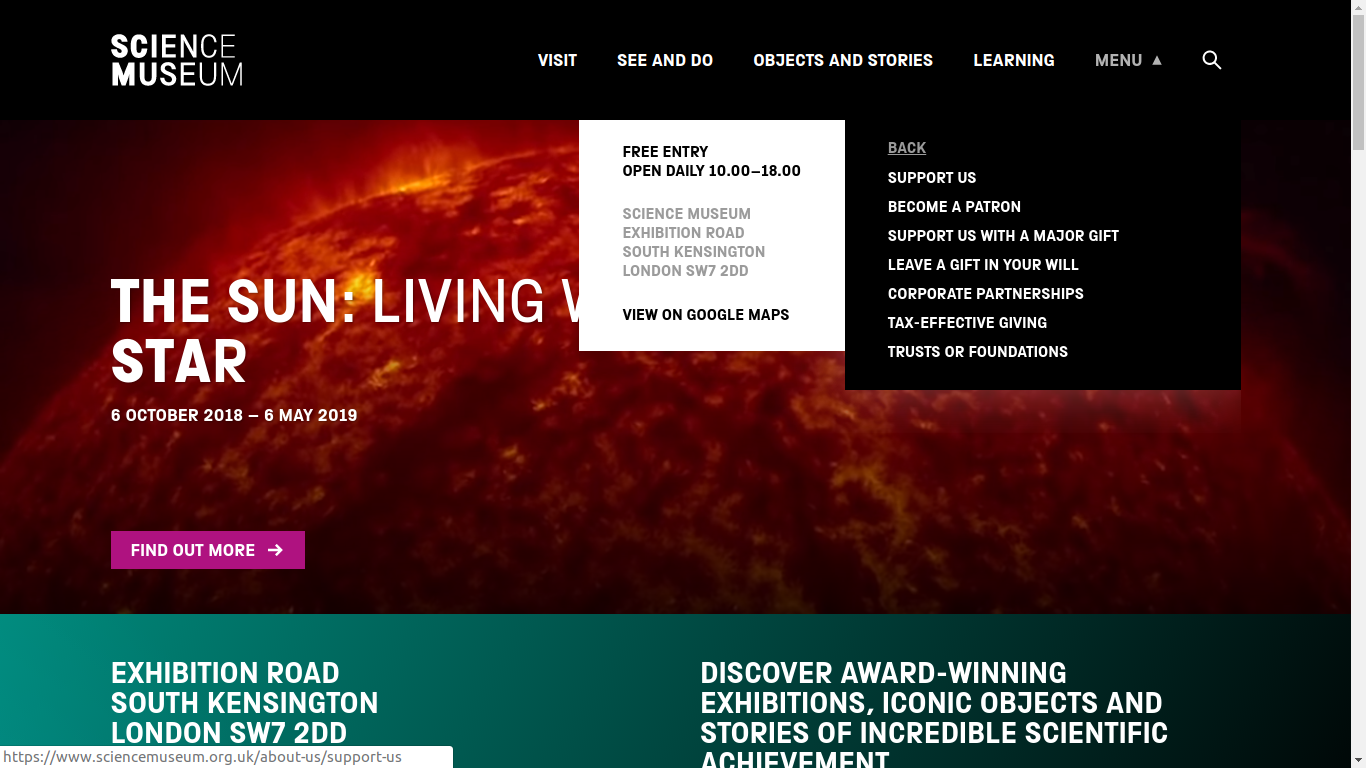 SCIENCE
MUSEUM
VISIT
SEE AND DO
OBJECTS AND STORIES
LEARNING
MENU ▲
FREE ENTRY
OPEN DAILY 10.00–18.00
SCIENCE MUSEUM
EXHIBITION ROAD
SOUTH KENSINGTON
LONDON SW7 2DD
VIEW ON GOOGLE MAPS
BACK
SUPPORT US
BECOME A PATRON
SUPPORT US WITH A MAJOR GIFT
LEAVE A GIFT IN YOUR WILL
CORPORATE PARTNERSHIPS
TAX-EFFECTIVE GIVING
TRUSTS OR FOUNDATIONS
THE SUN: LIVING
STAR
6 OCTOBER 2018 – 6 MAY 2019
FIND OUT MORE →
EXHIBITION ROAD
SOUTH KENSINGTON
LONDON SW7 2DD
DISCOVER AWARD-WINNING
EXHIBITIONS, ICONIC OBJECTS AND
STORIES OF INCREDIBLE SCIENTIFIC
ACHIEVEMENT
https://www.sciencemuseum.org.uk/about-us/support-us